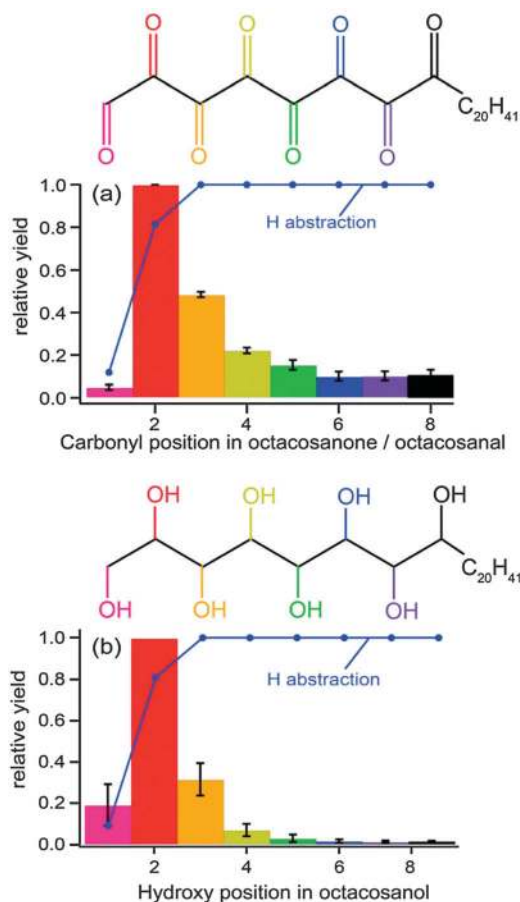 O O O O
C20H41
O O O O
(a)
H abstraction
relative yield
1.0
0.8
0.6
0.4
0.2
0.0
2 4 6 8
Carbonyl position in octacosanone / octacosanal
OH OH OH OH
C20H41
OH OH OH OH
(b)
H abstraction
relative yield
1.0
0.8
0.6
0.4
0.2
0.0
2 4 6 8
Hydroxy position in octacosanol